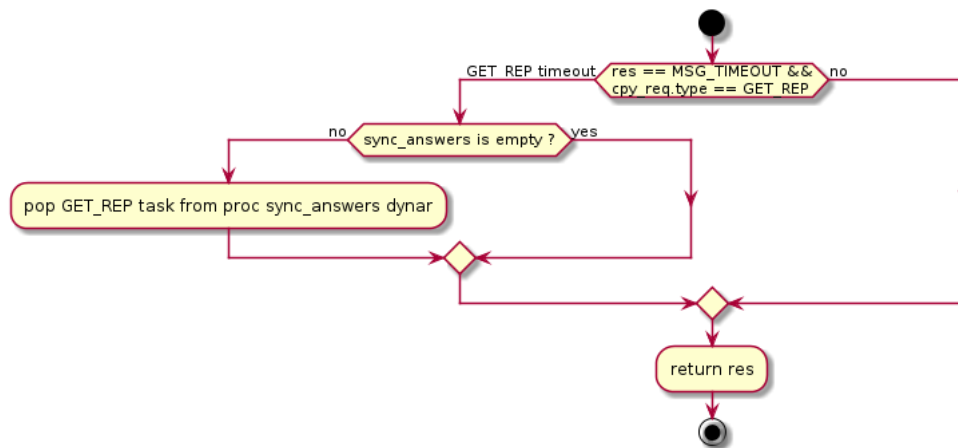 GET_REP timeout
res == MSG_TIMEOUT &&
cpy_req.type == GET_REP
no
no
sync_answers is empty ?
yes
pop GET_REP task from proc sync_answers dynar
return res